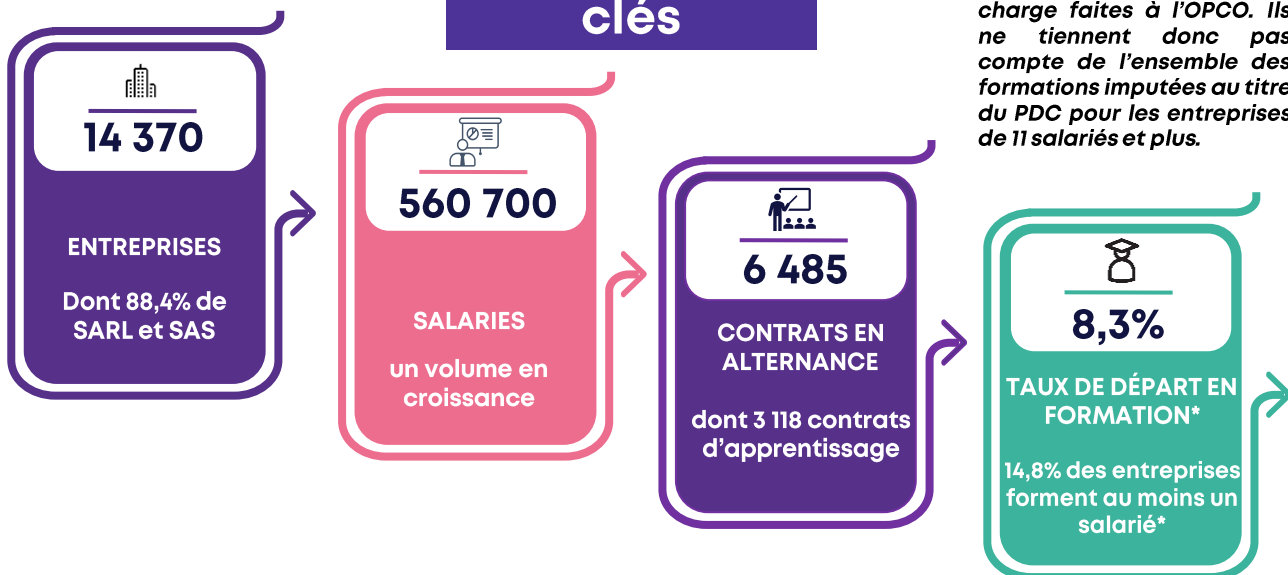 clés
charge faites à l'OPCO. Ils
ne tiennent donc pas
compte de l'ensemble des
formations imputées au titre
du PDC pour les entreprises
de 11 salariés et plus.
14 370
ENTREPRISES
Dont 88,4% de
SARL et SAS
560 700
SALARIES
un volume en
croissance
6 485
CONTRATS EN
ALTERNANCE
dont 3 118 contrats
d'apprentissage
8,3%
TAUX DE DÉPART EN
FORMATION*
14,8% des entreprises
forment au moins un
salarié*